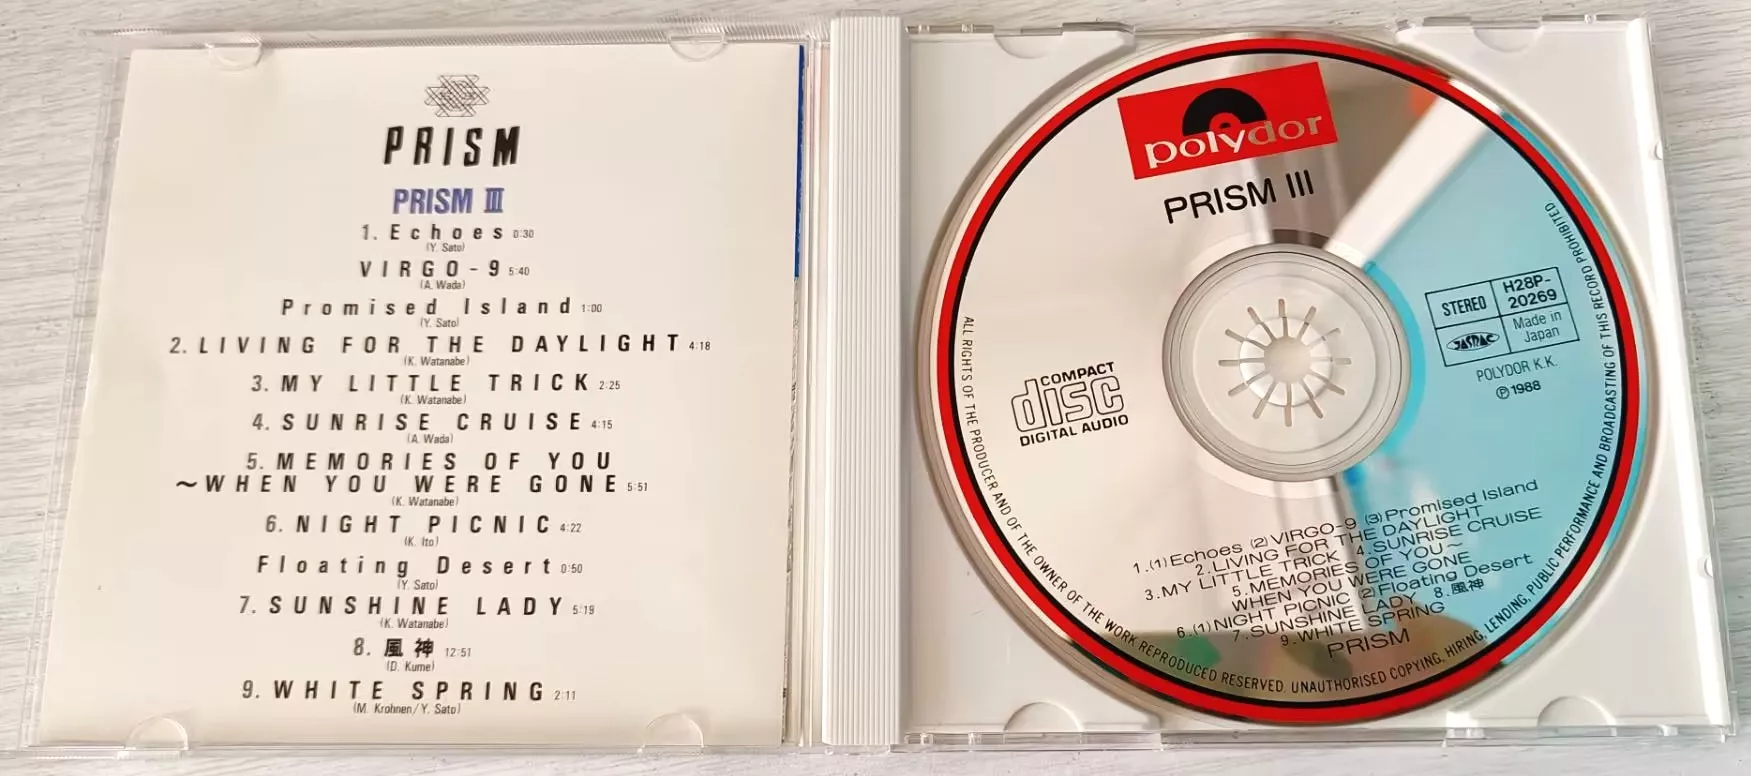 PRISM
PRISM III
1. Echoes 0:30
(Y. Sato)
VIRGO-9 5:40
(A. Wada)
Promised Island 1:00
(Y. Sato)
2. LIVING FOR THE DAYLIGHT 4:18
(K. Watanabe)
3. MY LITTLE TRICK 2:25
(K. Watanabe)
4. SUNRISE CRUISE 4:15
(A. Wada)
5. MEMORIES OF YOU
~WHEN YOU WERE GONE 5:51
(K. Watanabe)
6. NIGHT PICNIC 4:22
(K. Ito)
Floating Desert 0:50
(Y. Sato)
7. SUNSHINE LADY 5:19
(K. Watanabe)
8. 風神 12:51
(D. Kume)
9. WHITE SPRING 2:11
(M. Krohnen/Y. Sato)
polydor
PRISM III
STEREO
H28P-
20269
JASRAC
Made in
Japan
POLYDOR K.K.
Ⓟ1988
COMPACT
disc
DIGITAL AUDIO
1.(1)Echoes (2)VIRGO-9 (3)Promised Island
2.LIVING FOR THE DAYLIGHT
3.MY LITTLE TRICK 4.SUNRISE CRUISE
5.MEMORIES OF YOU~
WHEN YOU WERE GONE
6.(1)NIGHT PICNIC (2)Floating Desert
7.SUNSHINE LADY 8.風神
9.WHITE SPRING
PRISM
ALL RIGHTS OF THE PRODUCER AND OF THE OWNER OF THE WORK REPRODUCED RESERVED. UNAUTHORISED COPYING, HIRING, LENDING, PUBLIC PERFORMANCE AND BROADCASTING OF THIS RECORD PROHIBITED